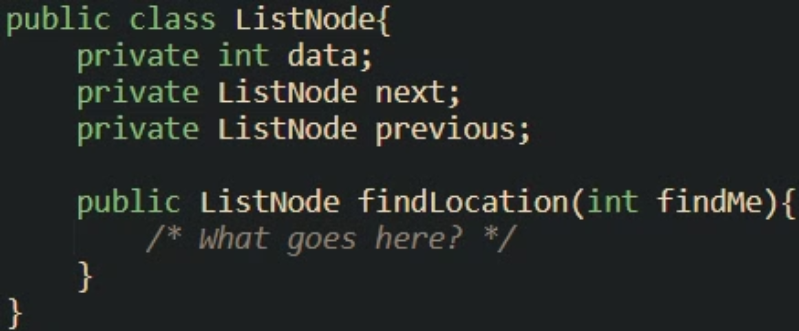 public class ListNode{
    private int data;
    private ListNode next;
    private ListNode previous;

    public ListNode findLocation(int findMe){
        /* What goes here? */
    }
}